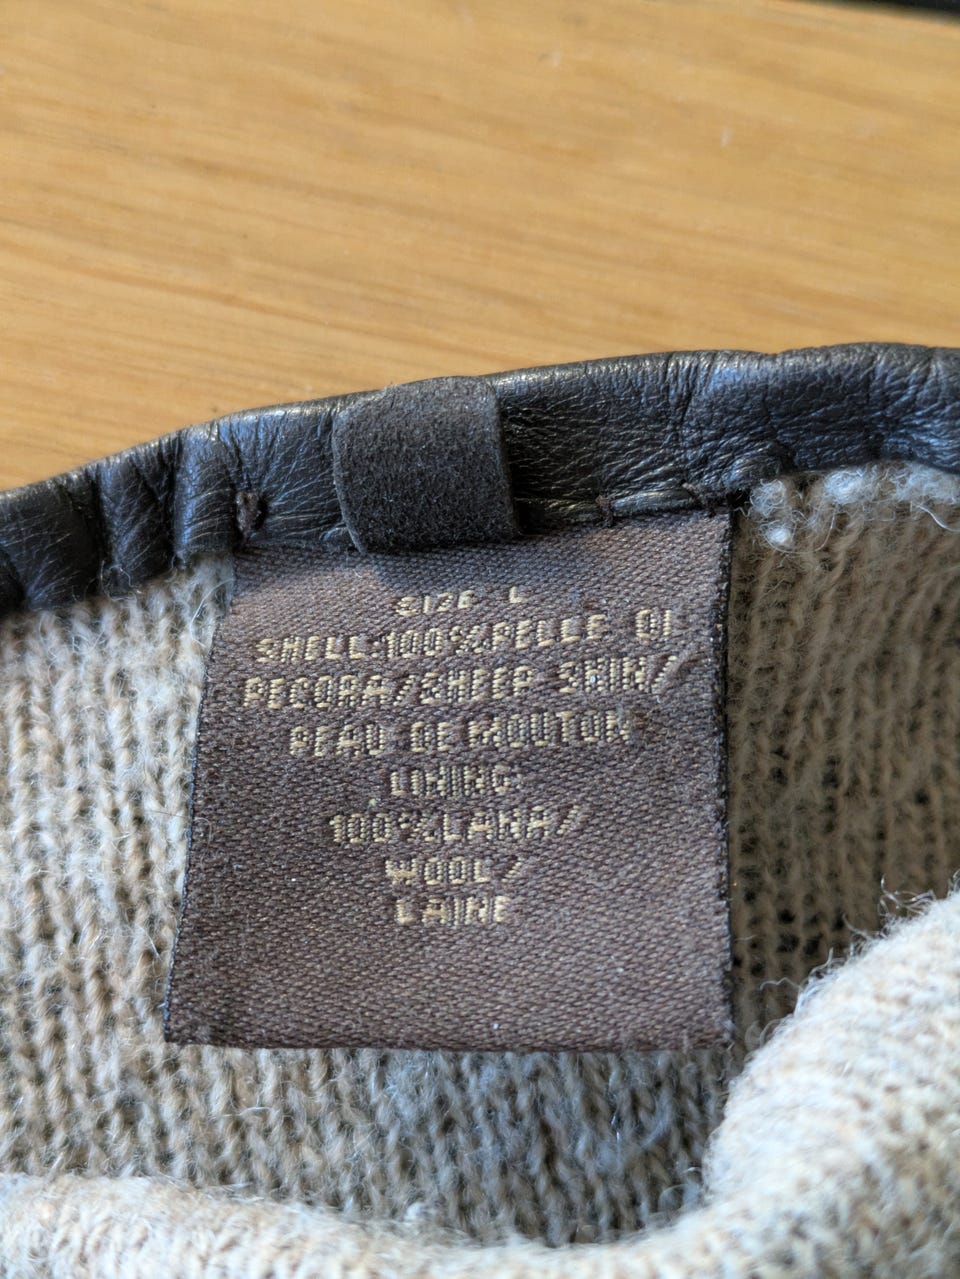 SIZE L
SHELL:100%PELLE DI
PECORA/SHEEP SKIN/
PEAU DE MOUTON
LINING:
100%LANA/
WOOL/
LAINE